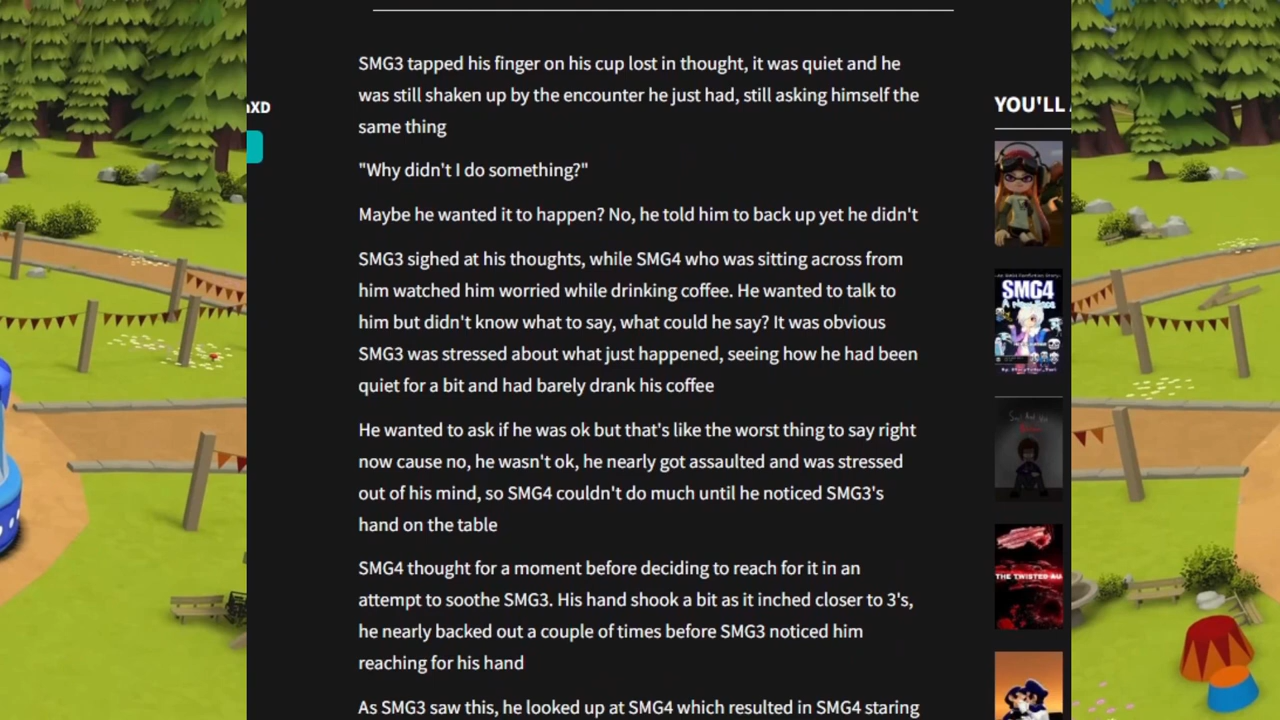 SMG3 tapped his finger on his cup lost in thought, it was quiet and he
was still shaken up by the encounter he just had, still asking himself the
same thing
"Why didn't I do something?"
Maybe he wanted it to happen? No, he told him to back up yet he didn't
SMG3 sighed at his thoughts, while SMG4 who was sitting across from
him watched him worried while drinking coffee. He wanted to talk to
him but didn't know what to say, what could he say? It was obvious
SMG3 was stressed about what just happened, seeing how he had been
quiet for a bit and had barely drank his coffee
He wanted to ask if he was ok but that's like the worst thing to say right
now cause no, he wasn't ok, he nearly got assaulted and was stressed
out of his mind, so SMG4 couldn't do much until he noticed SMG3's
hand on the table
SMG4 thought for a moment before deciding to reach for it in an
attempt to soothe SMG3. His hand shook a bit as it inched closer to 3's,
he nearly backed out a couple of times before SMG3 noticed him
reaching for his hand
As SMG3 saw this, he looked up at SMG4 which resulted in SMG4 staring
XD
YOU'LL
SMG4
THE TWISTED